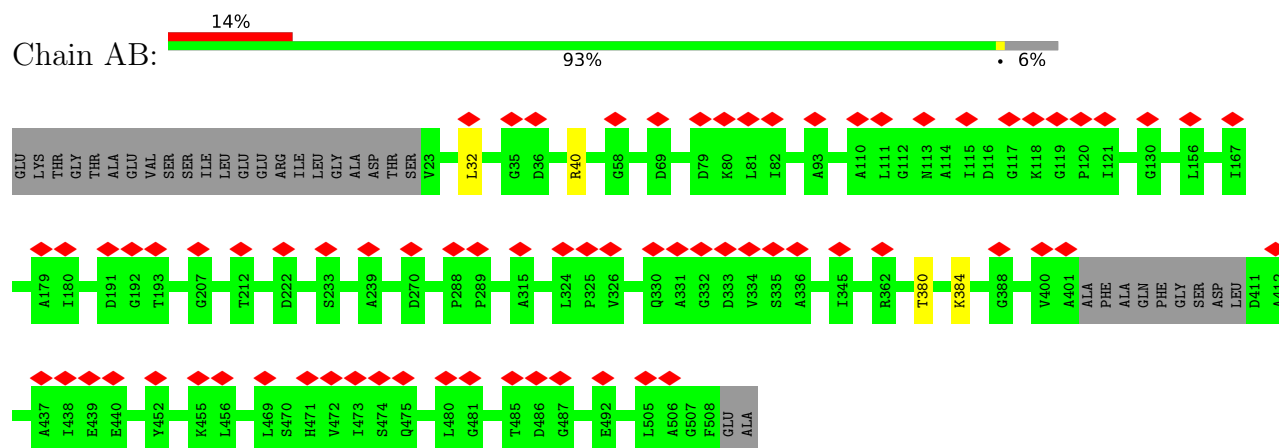 14%
Chain AB:
93% • 6%
GLU LYS THR GLY GLY THR THR ALA GLU VAL SER SER ILE LEU GLU GLU ARG ILE LEU GLY ALA ASP THR SER V23 L32 G35 D36 R40 G58 D69 D79 K80 L81 I82 A93 A110 L111 G112 N113 A114 I115 D116 G117 K118 G119 P120 I121 G130 L156 I167
A179 I180 D191 G192 T193 G207 T212 D222 S233 A239 D270 P288 P289 A315 L324 P325 V326 Q330 A331 G332 D333 V334 S335 A336 I345 R362 T380 K384 G388 V400 A401 ALA PHE ALA GLN PHE GLY SER ASP LEU D411 A412
A437 I438 E439 E440 Y452 K455 L456 L469 S470 H471 V472 I473 S474 Q475 L480 G481 T485 D486 G487 E492 L505 A506 G507 F508 GLU ALA